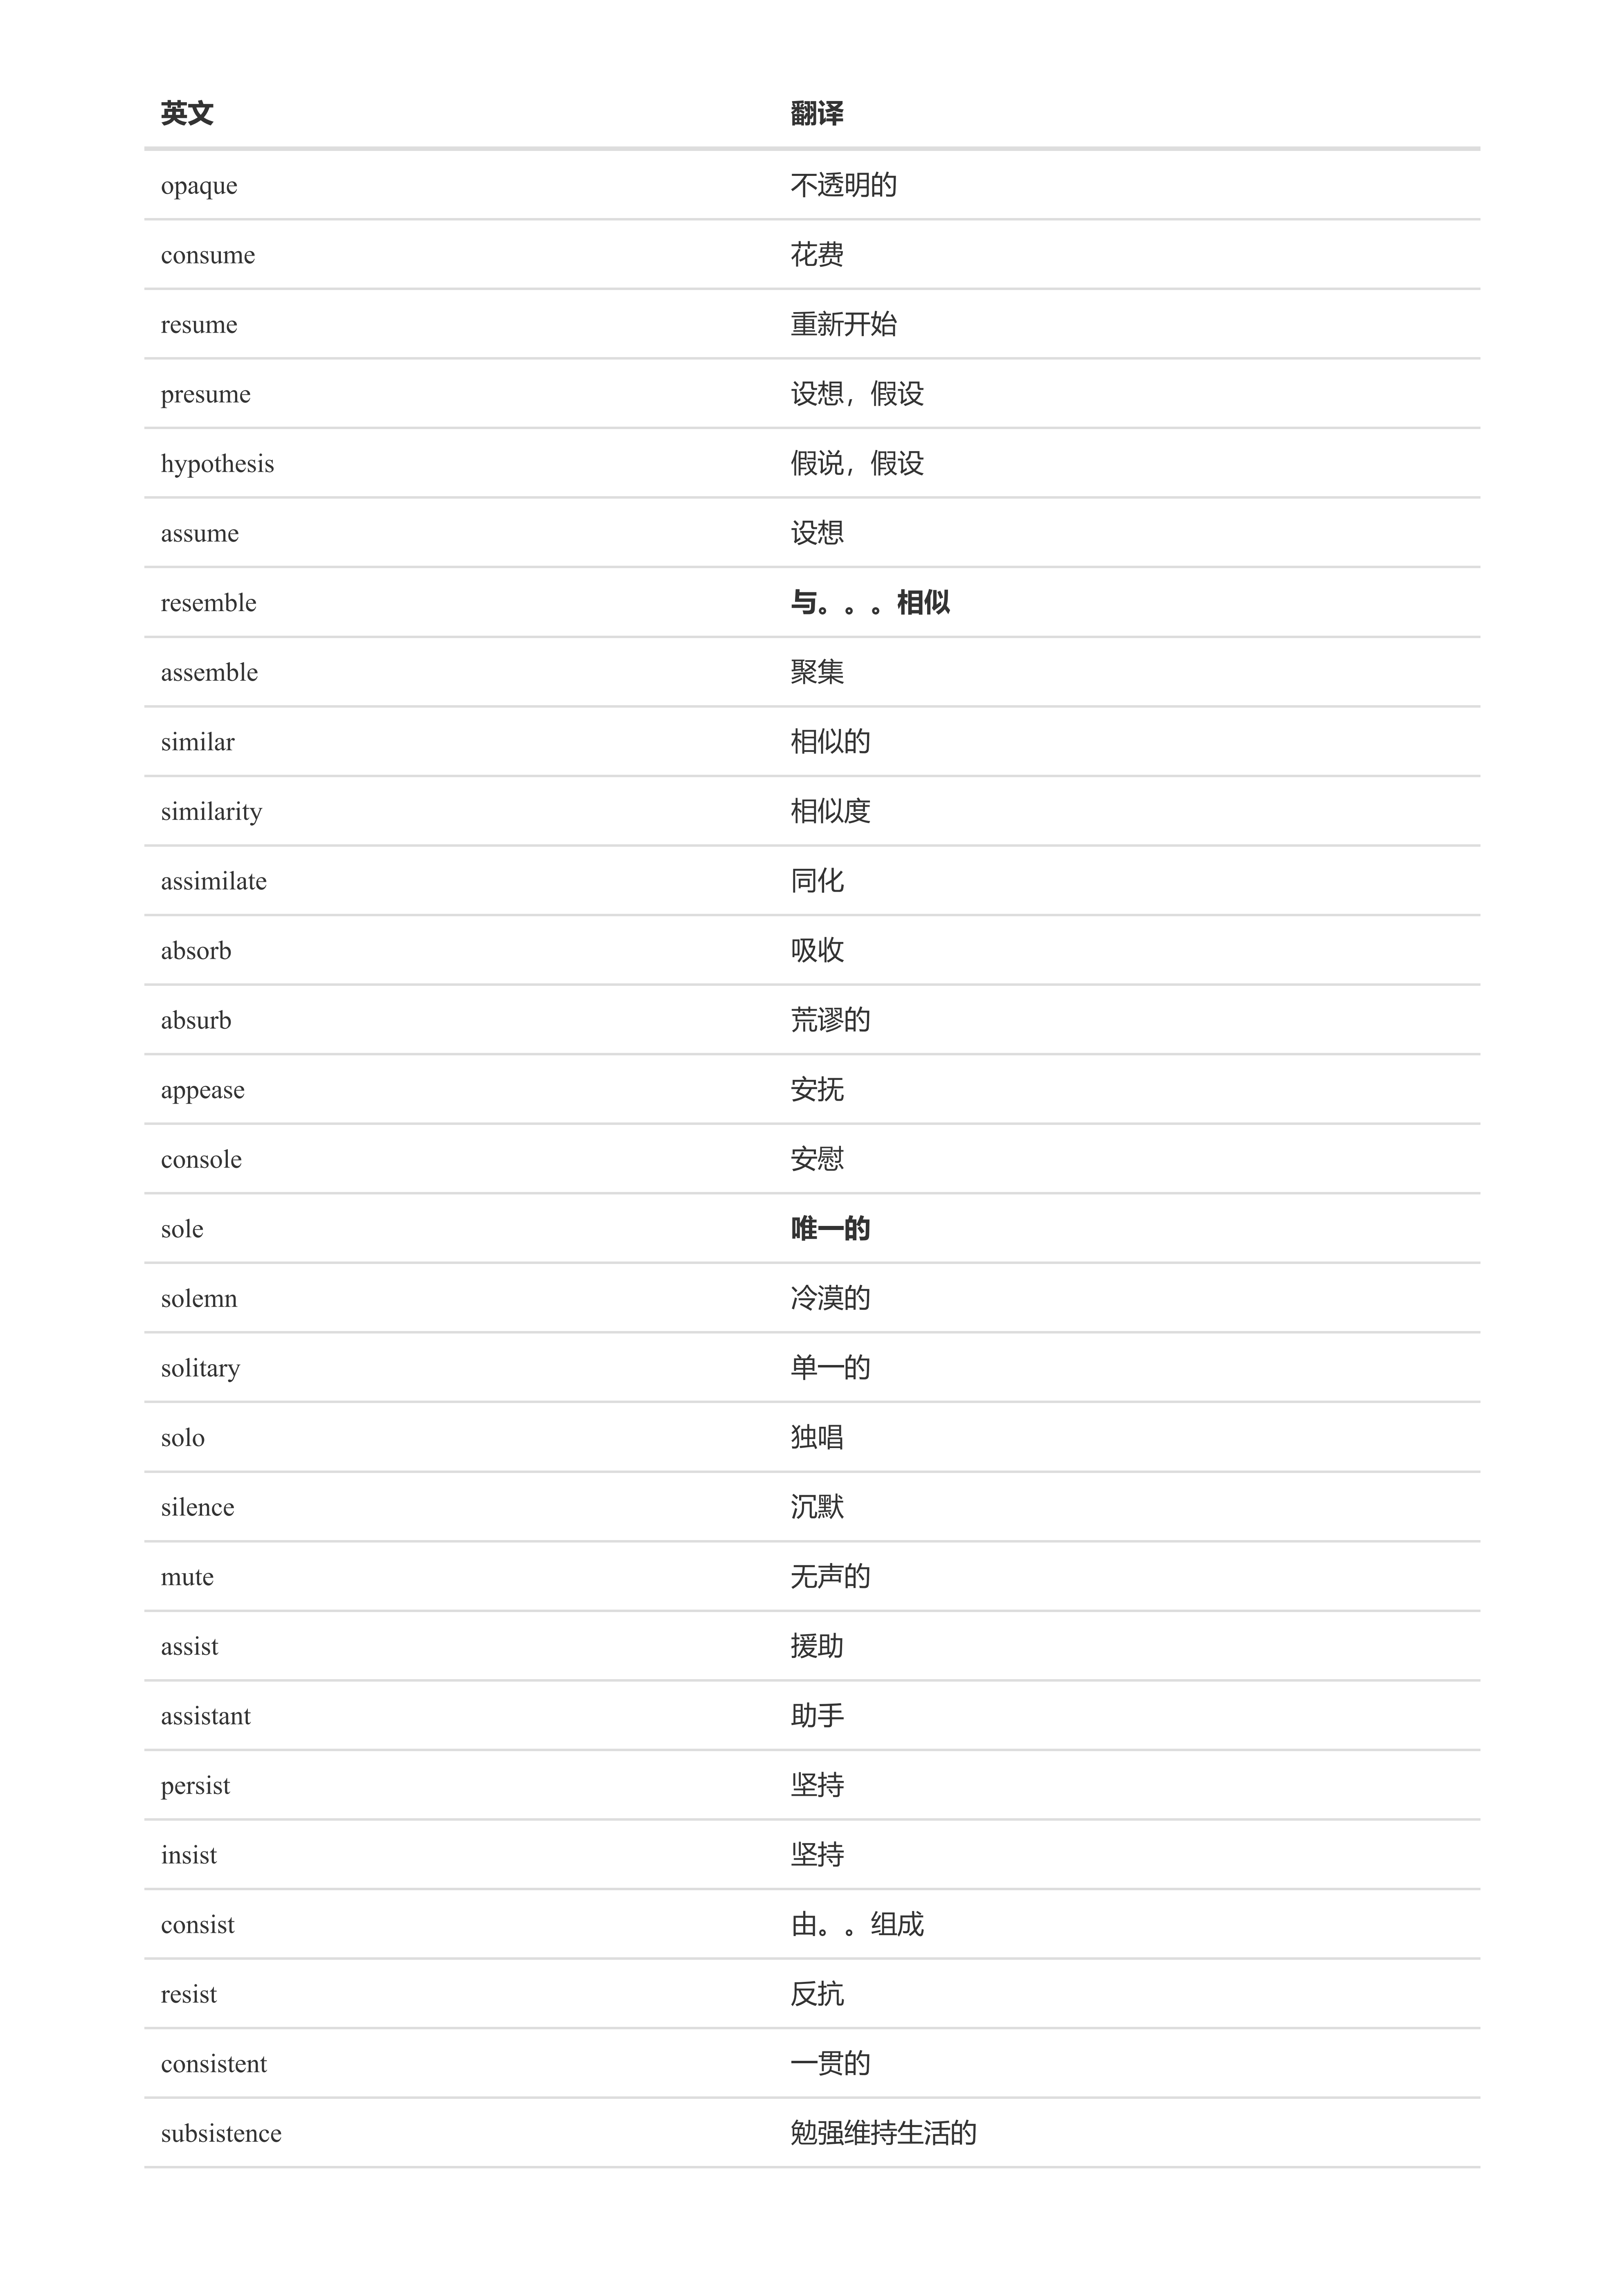 英文 翻译
opaque 不透明的
consume 花费
resume 重新开始
presume 设想，假设
hypothesis 假说，假设
assume 设想
resemble 与。。。相似
assemble 聚集
similar 相似的
similarity 相似度
assimilate 同化
absorb 吸收
absurb 荒谬的
appease 安抚
console 安慰
sole 唯一的
solemn 冷漠的
solitary 单一的
solo 独唱
silence 沉默
mute 无声的
assist 援助
assistant 助手
persist 坚持
insist 坚持
consist 由。。组成
resist 反抗
consistent 一贯的
subsistence 勉强维持生活的